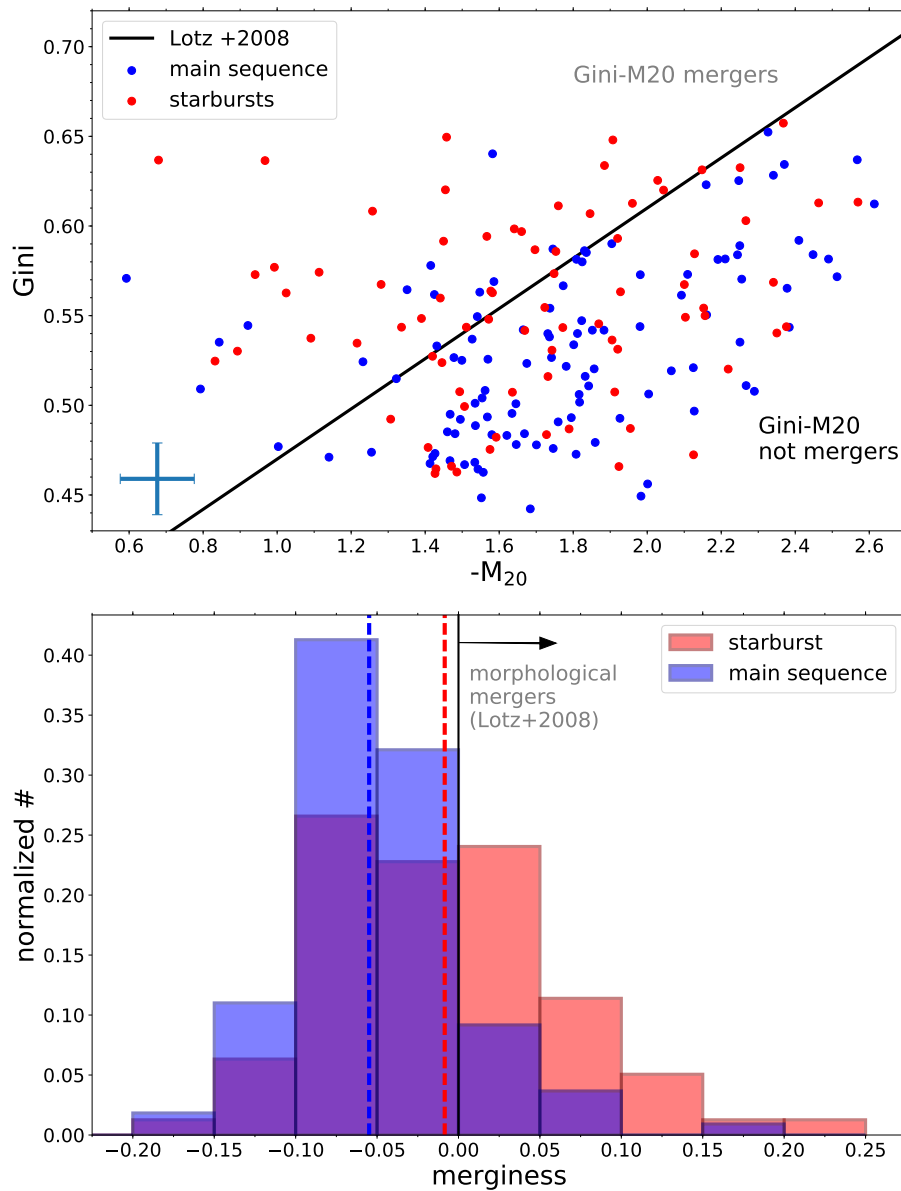 Lotz +2008
main sequence
starbursts
Gini-M20 mergers
Gini-M20
not mergers
0.70
0.65
0.60
0.55
0.50
0.45
Gini
0.6 0.8 1.0 1.2 1.4 1.6 1.8 2.0 2.2 2.4 2.6
-M20
starburst
main sequence
morphological
mergers
(Lotz+2008)
0.40
0.35
0.30
0.25
0.20
0.15
0.10
0.05
0.00
normalized #
−0.20 −0.15 −0.10 −0.05 0.00 0.05 0.10 0.15 0.20 0.25
merginess